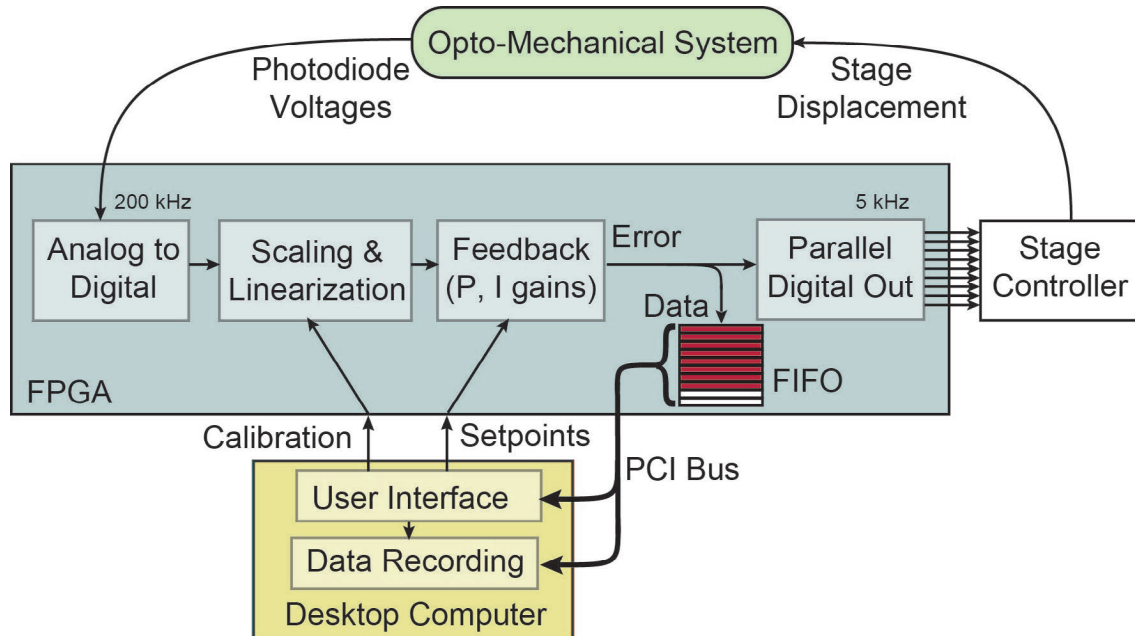 Opto-Mechanical System
Photodiode
Voltages
Stage
Displacement
200 kHz
5 kHz
Analog to
Digital
Scaling &
Linearization
Feedback
(P, I gains)
Error
Parallel
Digital Out
Stage
Controller
Data
FIFO
FPGA
Calibration
Setpoints
PCI Bus
User Interface
Data Recording
Desktop Computer